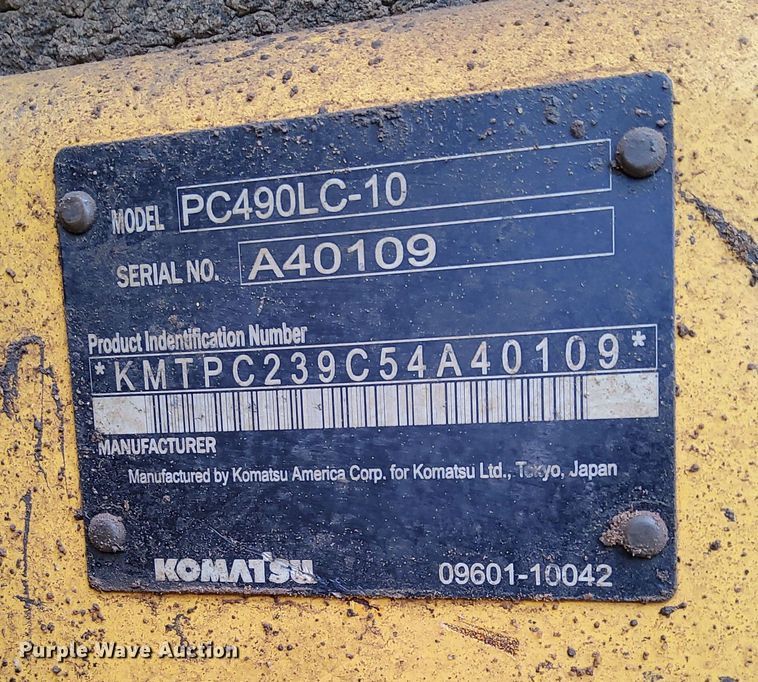 MODEL PC490LC-10
SERIAL NO. A40109
Product Indentification Number
*KMTPC239C54A40109*
MANUFACTURER
Manufactured by Komatsu America Corp. for Komatsu Ltd., Tokyo, Japan
KOMATSU 09601-10042
Purple Wave Auction